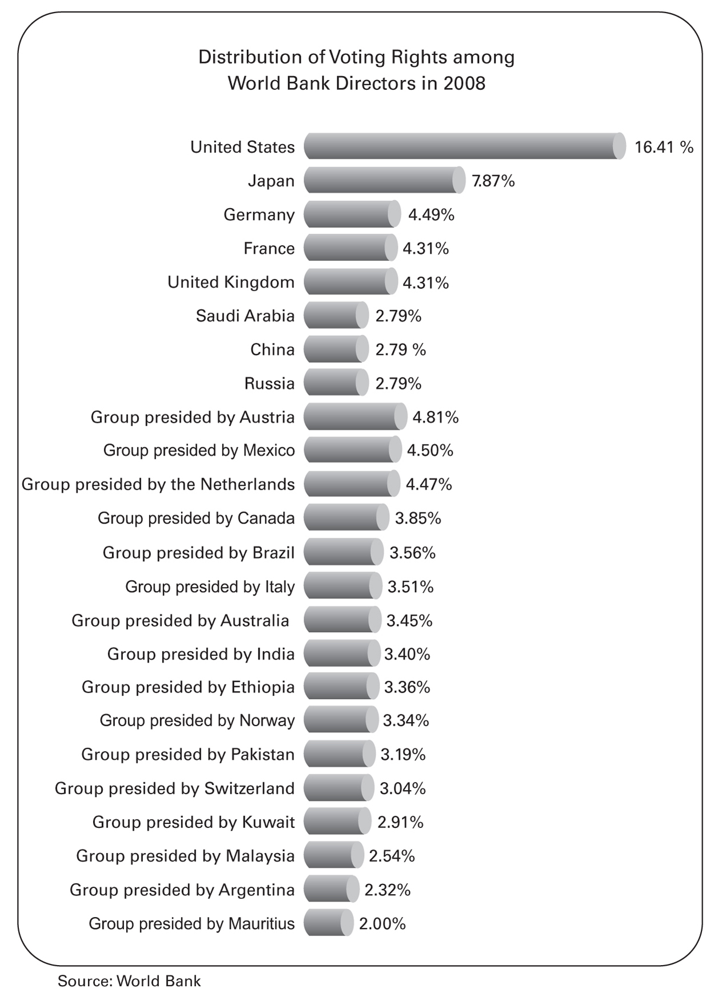 Distribution of Voting Rights among
World Bank Directors in 2008
United States 16.41 %
Japan 7.87%
Germany 4.49%
France 4.31%
United Kingdom 4.31%
Saudi Arabia 2.79%
China 2.79 %
Russia 2.79%
Group presided by Austria 4.81%
Group presided by Mexico 4.50%
Group presided by the Netherlands 4.47%
Group presided by Canada 3.85%
Group presided by Brazil 3.56%
Group presided by Italy 3.51%
Group presided by Australia 3.45%
Group presided by India 3.40%
Group presided by Ethiopia 3.36%
Group presided by Norway 3.34%
Group presided by Pakistan 3.19%
Group presided by Switzerland 3.04%
Group presided by Kuwait 2.91%
Group presided by Malaysia 2.54%
Group presided by Argentina 2.32%
Group presided by Mauritius 2.00%
Source: World Bank